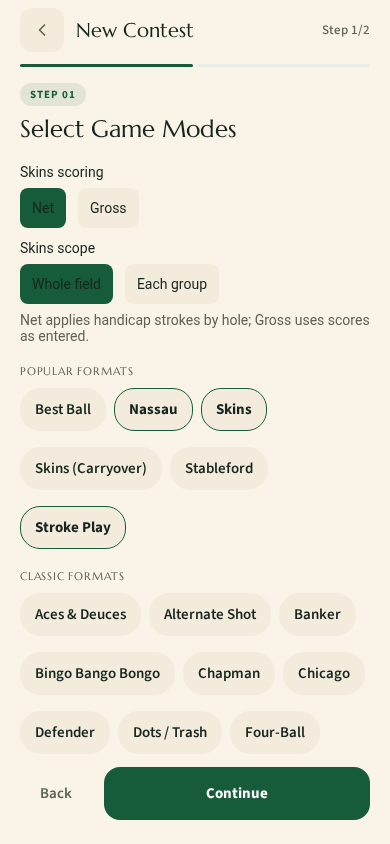 New Contest
Step 1/2
STEP 01
Select Game Modes
Skins scoring
Net
Gross
Skins scope
Whole field
Each group
Net applies handicap strokes by hole; Gross uses scores
as entered.
POPULAR FORMATS
Best Ball
Nassau
Skins
Skins (Carryover)
Stableford
Stroke Play
CLASSIC FORMATS
Aces & Deuces
Alternate Shot
Banker
Bingo Bango Bongo
Chapman
Chicago
Defender
Dots / Trash
Four-Ball
Back
Continue